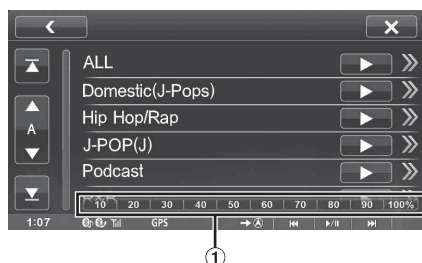 ALL
Domestic(J-Pops)
Hip Hop/Rap
A
J-POP(J)
Podcast
10 20 30 40 50 60 70 80 90 100%
1:07 GPS
1